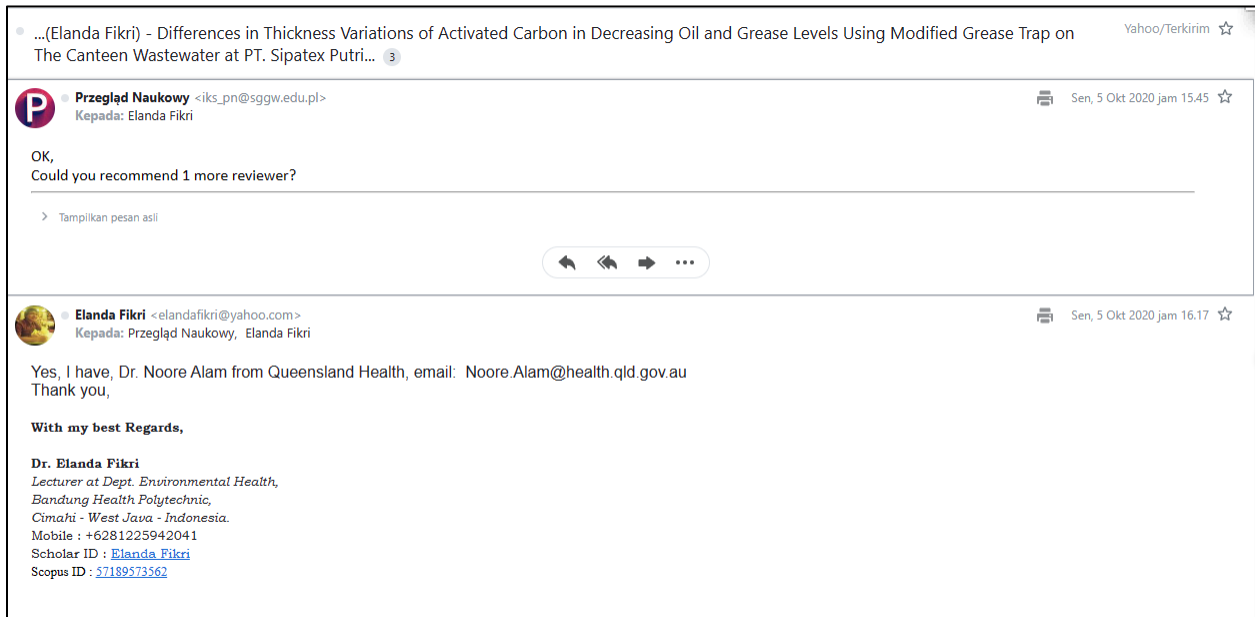 ...(Elanda Fikri) - Differences in Thickness Variations of Activated Carbon in Decreasing Oil and Grease Levels Using Modified Grease Trap on
The Canteen Wastewater at PT. Sipatex Putri... 3
Yahoo/Terkirim
P
Przegląd Naukowy <iks_pn@sggw.edu.pl>
Sen, 5 Okt 2020 jam 15.45
Kepada: Elanda Fikri
OK,
Could you recommend 1 more reviewer?
> Tampilkan pesan asli
Elanda Fikri <elandafikri@yahoo.com>
Sen, 5 Okt 2020 jam 16.17
Kepada: Przegląd Naukowy, Elanda Fikri
Yes, I have, Dr. Noore Alam from Queensland Health, email: Noore.Alam@health.qld.gov.au
Thank you,
With my best Regards,
Dr. Elanda Fikri
Lecturer at Dept. Environmental Health,
Bandung Health Polytechnic,
Cimahi - West Java - Indonesia.
Mobile : +6281225942041
Scholar ID : Elanda Fikri
Scopus ID : 57189573562